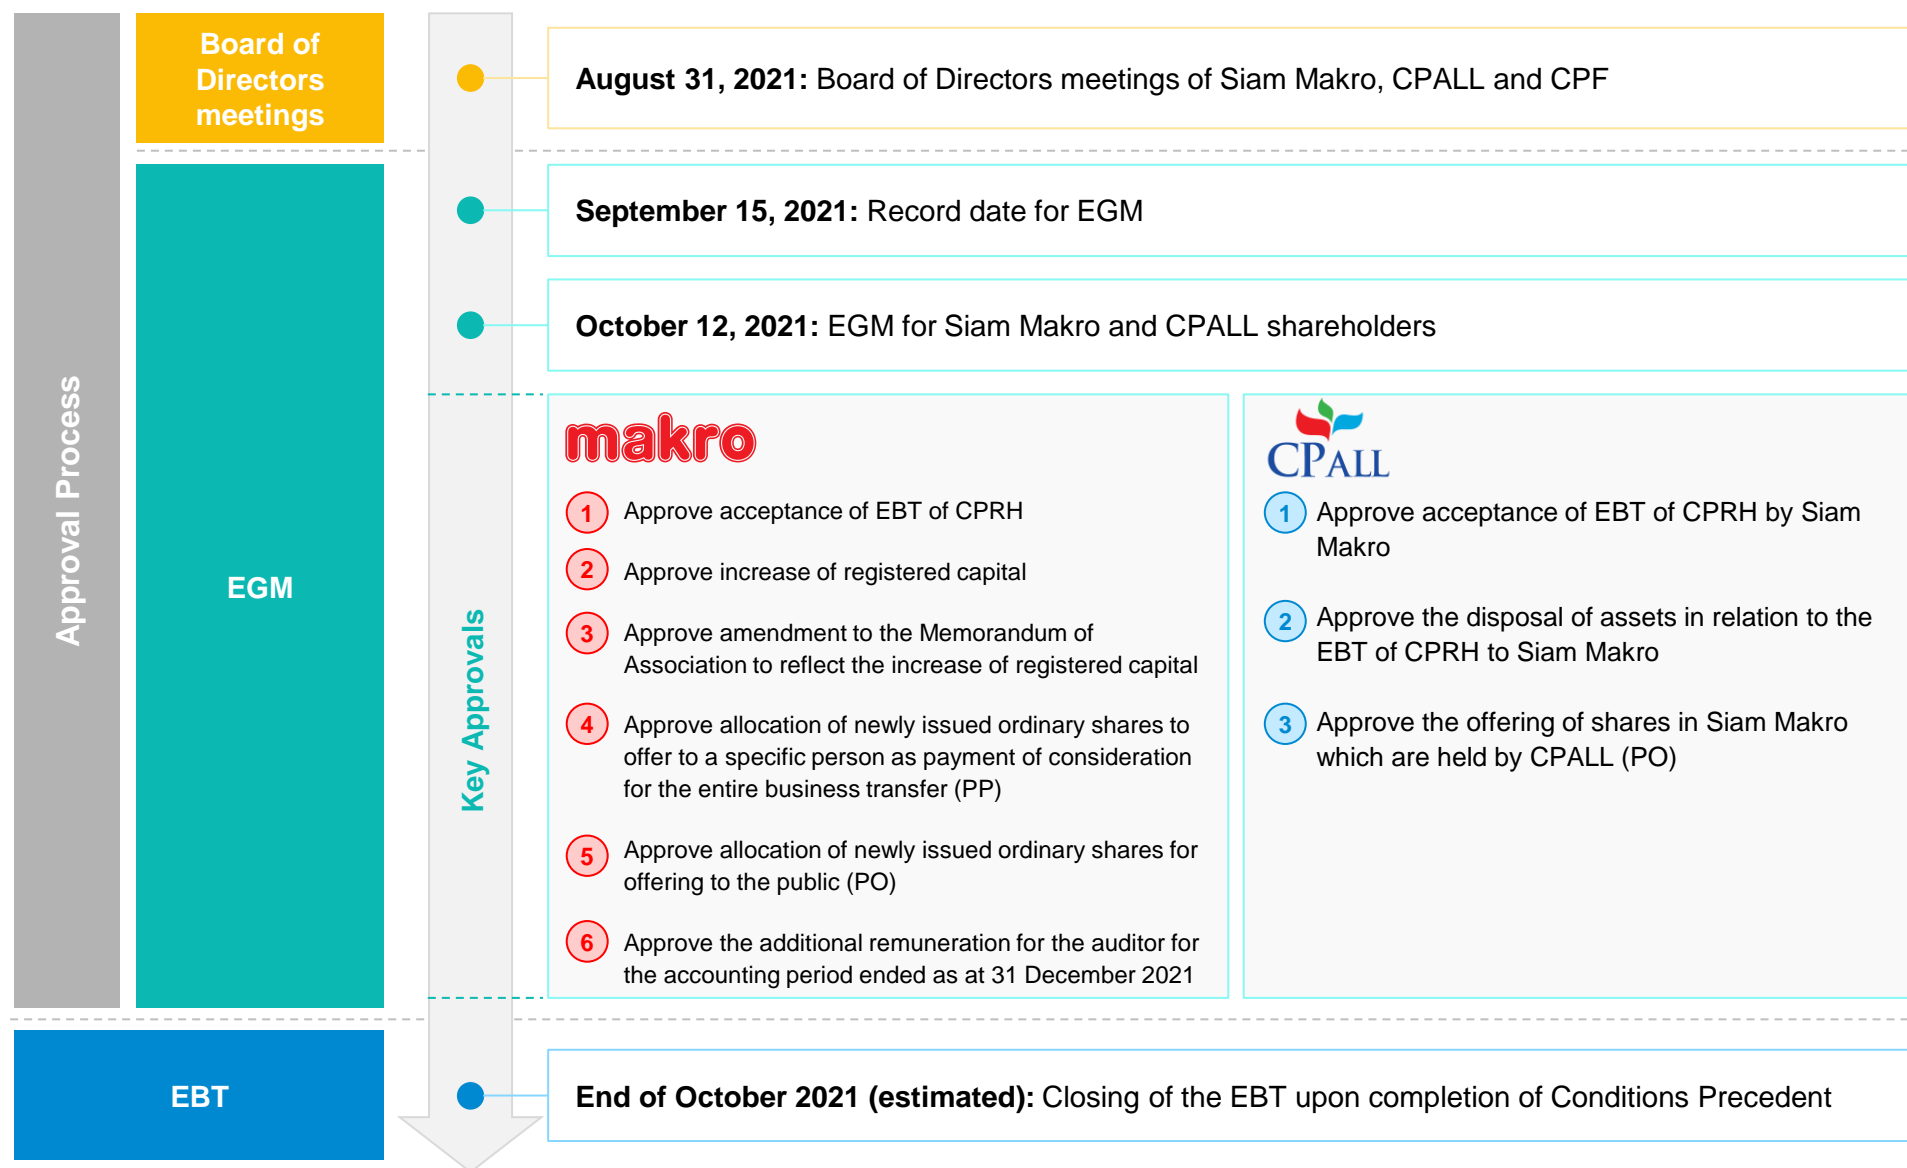 Approval Process
Board of
Directors
meetings
August 31, 2021: Board of Directors meetings of Siam Makro, CPALL and CPF
EGM
September 15, 2021: Record date for EGM
October 12, 2021: EGM for Siam Makro and CPALL shareholders
Key Approvals
makro
1 Approve acceptance of EBT of CPRH
2 Approve increase of registered capital
3 Approve amendment to the Memorandum of
Association to reflect the increase of registered capital
4 Approve allocation of newly issued ordinary shares to
offer to a specific person as payment of consideration
for the entire business transfer (PP)
5 Approve allocation of newly issued ordinary shares for
offering to the public (PO)
6 Approve the additional remuneration for the auditor for
the accounting period ended as at 31 December 2021
CPALL
1 Approve acceptance of EBT of CPRH by Siam
Makro
2 Approve the disposal of assets in relation to the
EBT of CPRH to Siam Makro
3 Approve the offering of shares in Siam Makro
which are held by CPALL (PO)
EBT
End of October 2021 (estimated): Closing of the EBT upon completion of Conditions Precedent